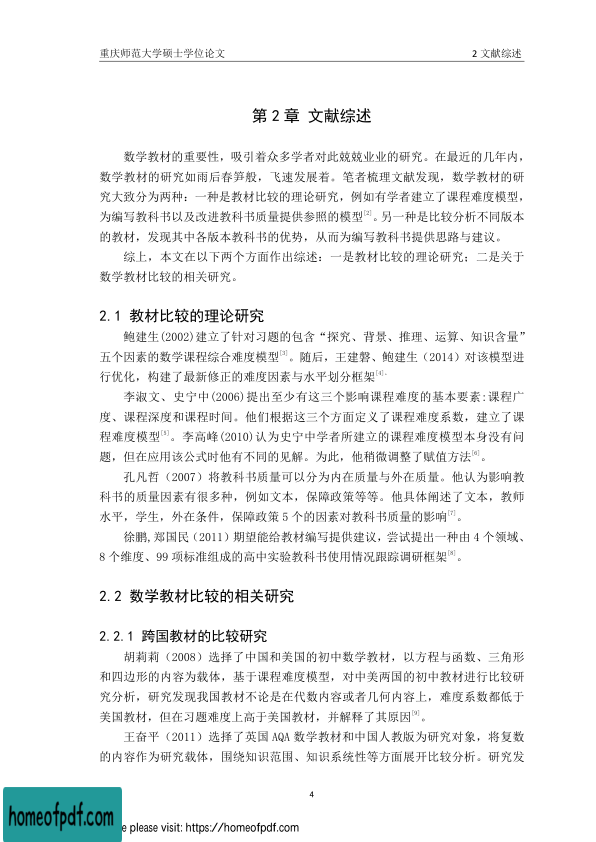 重庆师范大学硕士学位论文 2 文献综述
第 2 章 文献综述
数学教材的重要性，吸引着众多学者对此兢兢业业的研究。在最近的几年内，
数学教材的研究如雨后春笋般，飞速发展着。笔者梳理文献发现，数学教材的研
究大致分为两种：一种是教材比较的理论研究，例如有学者建立了课程难度模型，
为编写教科书以及改进教科书质量提供参照的模型[2]。另一种是比较分析不同版本
的教材，发现其中各版本教科书的优势，从而为编写教科书提供思路与建议。
综上，本文在以下两个方面作出综述：一是教材比较的理论研究；二是关于
数学教材比较的相关研究。
2.1 教材比较的理论研究
鲍建生(2002)建立了针对习题的包含“探究、背景、推理、运算、知识含量”
五个因素的数学课程综合难度模型[3]。随后，王建磐、鲍建生（2014）对该模型进
行优化，构建了最新修正的难度因素与水平划分框架[4]。
李淑文、史宁中(2006)提出至少有这三个影响课程难度的基本要素:课程广
度、课程深度和课程时间。他们根据这三个方面定义了课程难度系数，建立了课
程难度模型[5]。李高峰(2010)认为史宁中学者所建立的课程难度模型本身没有问
题，但在应用该公式时他有不同的见解。为此，他稍微调整了赋值方法[6]。
孔凡哲（2007）将教科书质量可以分为内在质量与外在质量。他认为影响教
科书的质量因素有很多种，例如文本，保障政策等等。他具体阐述了文本，教师
水平，学生，外在条件，保障政策 5 个的因素对教科书质量的影响[7]。
徐鹏,郑国民（2011）期望能给教材编写提供建议，尝试提出一种由 4 个领域、
8 个维度、99 项标准组成的高中实验教科书使用情况跟踪调研框架[8]。
2.2 数学教材比较的相关研究
2.2.1 跨国教材的比较研究
胡莉莉（2008）选择了中国和美国的初中数学教材，以方程与函数、三角形
和四边形的内容为载体，基于课程难度模型，对中美两国的初中教材进行比较研
究分析，研究发现我国教材不论是在代数内容或者几何内容上，难度系数都低于
美国教材，但在习题难度上高于美国教材，并解释了其原因[9]。
王奋平（2011）选择了英国 AQA 数学教材和中国人教版为研究对象，将复数
的内容作为研究载体，围绕知识范围、知识系统性等方面展开比较分析。研究发
4
homeofpdf.com
e please visit: https://homeofpdf.com